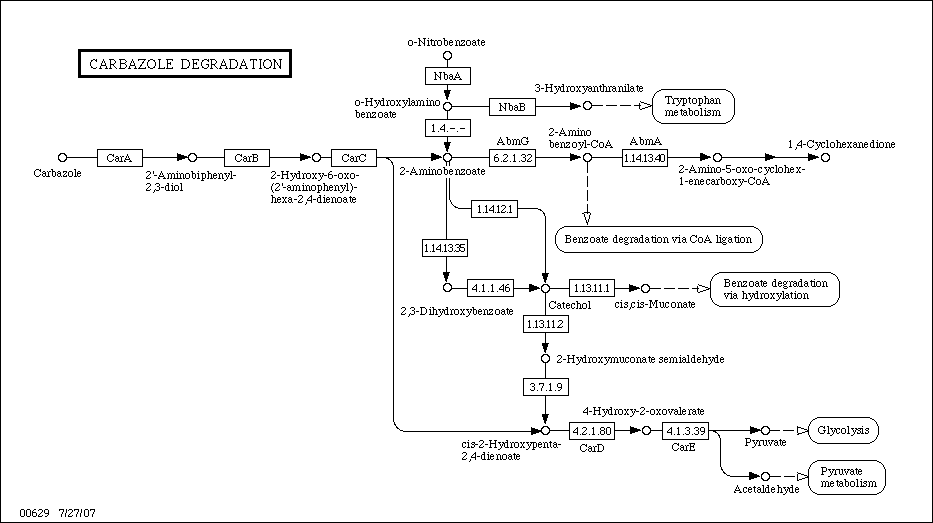 CARBAZOLE DEGRADATION
o-Nitrobenzoate
NbaA
3-Hydroxyanthranilate
o-Hydroxylamino
benzoate
NbaB
Tryptophan
metabolism
1.4.-.-
AbmG
2-Amino
benzoyl-CoA
AbmA
1,4-Cyclohexanedione
CarA
CarB
CarC
6.2.1.32
1.14.13.40
Carbazole
2'-Aminobiphenyl-
2,3-diol
2-Hydroxy-6-oxo-
(2'-aminophenyl)-
hexa-2,4-dienoate
2-Aminobenzoate
2-Amino-5-oxo-cyclohex-
1-enecarboxy-CoA
1.14.12.1
Benzoate degradation via CoA ligation
1.14.13.35
4.1.1.46
1.13.11.1
Benzoate degradation
via hydroxylation
2,3-Dihydroxybenzoate
Catechol
cis,cis-Muconate
1.13.11.2
2-Hydroxymuconate semialdehyde
3.7.1.9
4-Hydroxy-2-oxovalerate
4.2.1.80
4.1.3.39
Glycolysis
cis-2-Hydroxypenta-
2,4-dienoate
CarD
CarE
Pyruvate
Pyruvate
metabolism
Acetaldehyde
00629 7/27/07